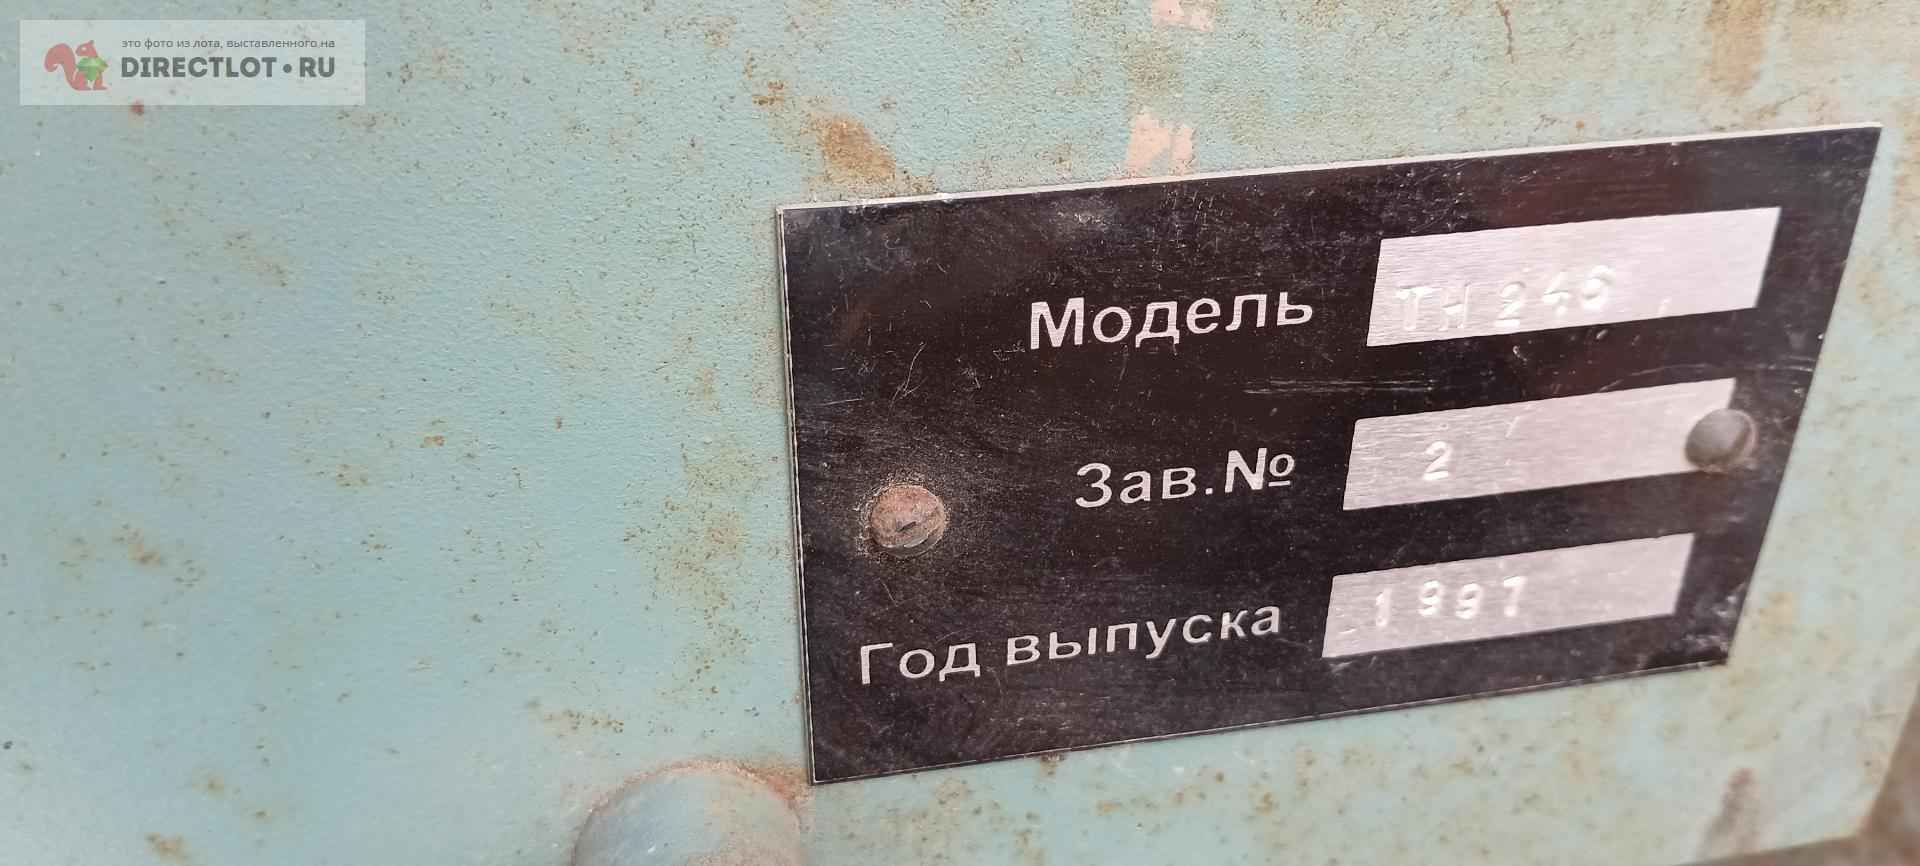 это фото из лота, выставленного на
DIRECTLOT•RU
Модель ТН 246
Зав.№ 2
Год выпуска 1997